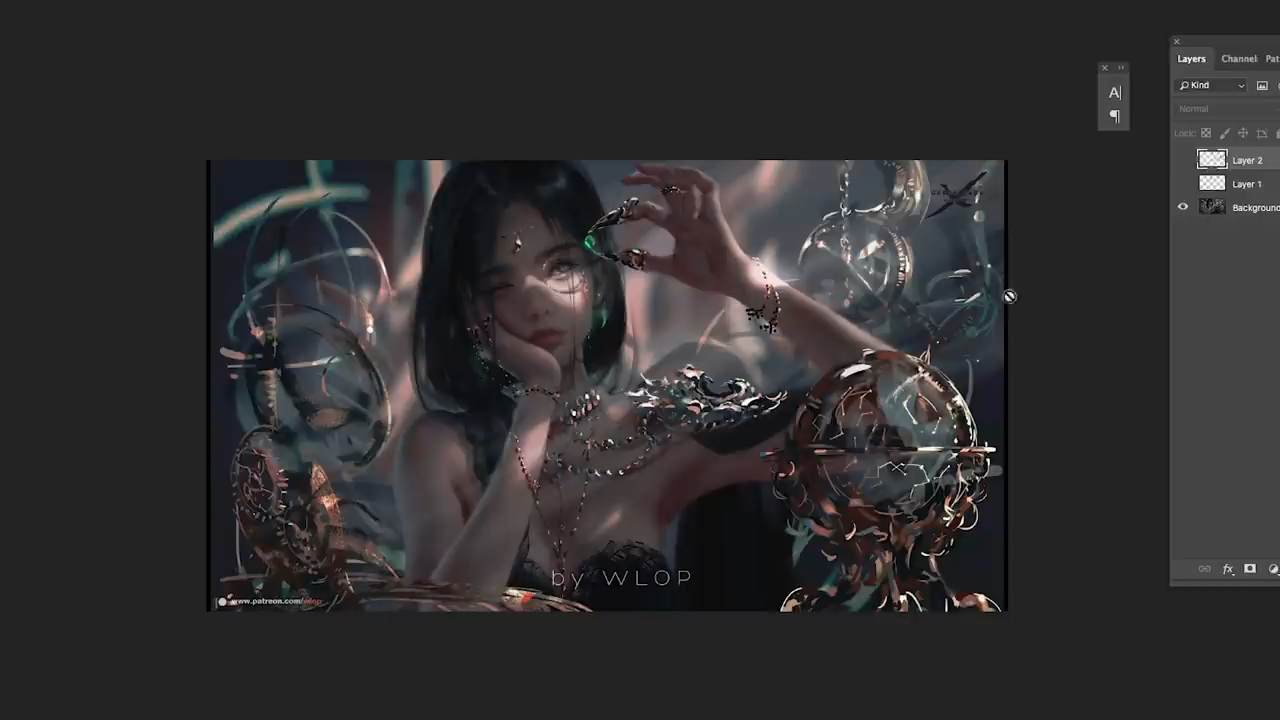 Layers Channel Pat
Kind
Normal
Lock:
Layer 2
Layer 1
Background
by WLOP
www.patreon.com/wlop